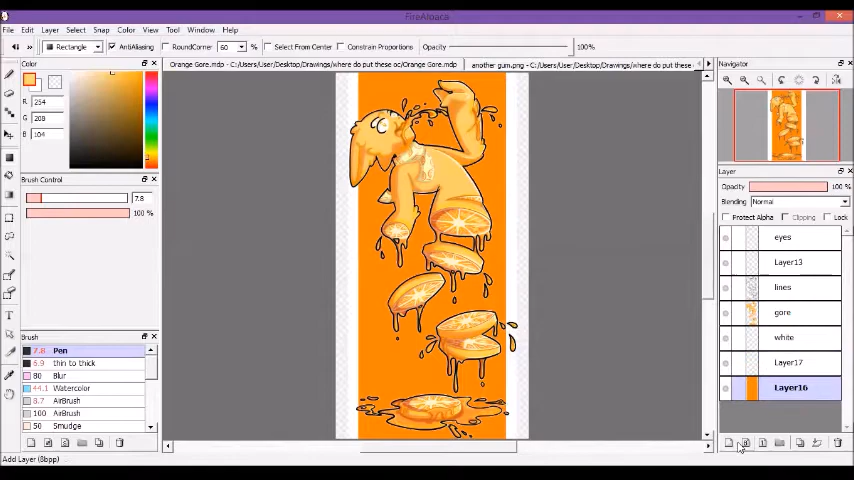 FireAlpaca
File Edit Layer Select Snap Color View Tool Window Help
Rectangle AntiAliasing RoundCorner 60 % Select From Center Constrain Proportions Opacity 100 %
Color
Orange Gore.mdp - C:/Users/User/Desktop/Drawings/where do put these oc/Orange Gore.mdp
another gum.png - C:/Users/User/Desktop/Drawings/where do put these
Navigator
R 254
G 208
B 104
Brush Control
7.8
100 %
Layer
Opacity 100 %
Blending Normal
Protect Alpha Clipping Lock
eyes
Layer13
lines
gore
white
Layer17
Layer16
Brush
7.8 Pen
6.9 thin to thick
80 Blur
44.1 Watercolor
8.7 AirBrush
100 AirBrush
50 Smudge
Add Layer (8bpp)